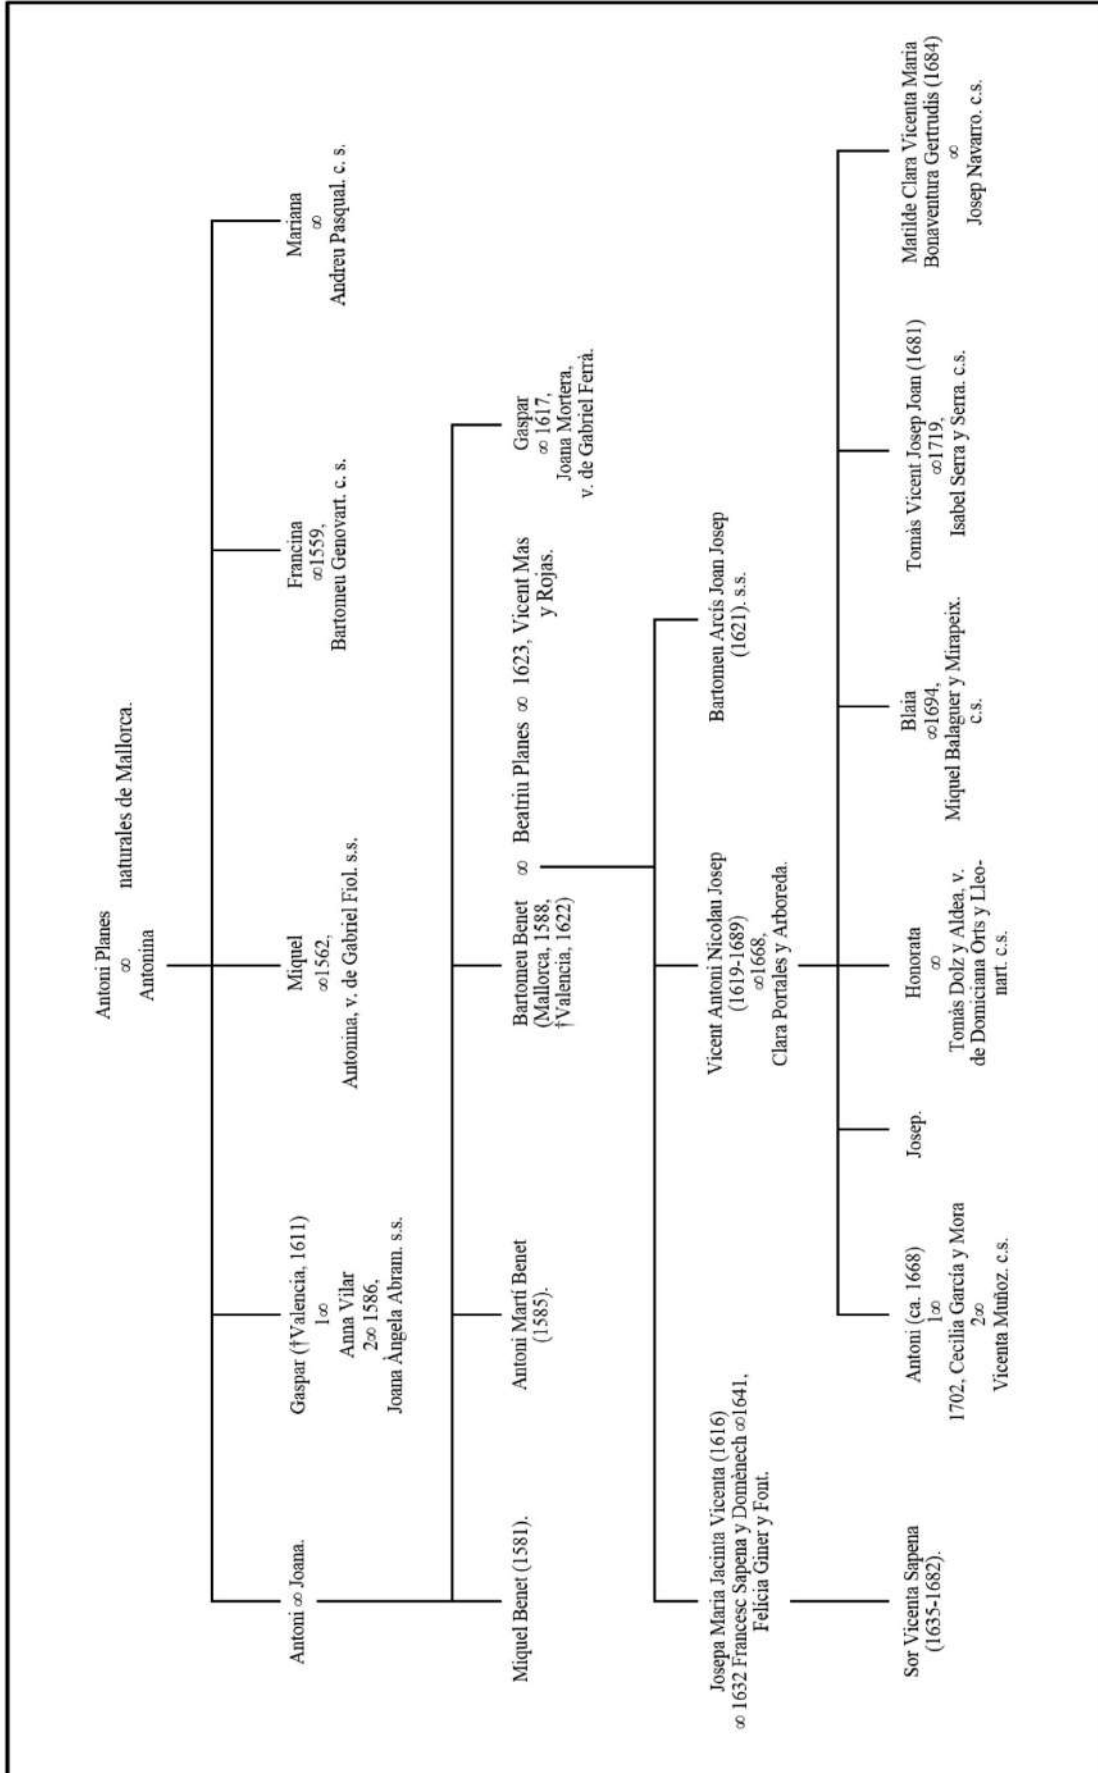 Antoni Planes
∞
Antonina
naturales de Mallorca.
Antoni ∞ Joana.
Gaspar (†Valencia, 1611)
1∞
Anna Vilar
2∞ 1586,
Joana Àngela Abram. s.s.
Miquel
∞1562,
Antonina, v. de Gabriel Fiol. s.s.
Francina
∞1559,
Bartomeu Genovart. c. s.
Mariana
∞
Andreu Pasqual. c. s.
Miquel Benet (1581).
Antoni Martí Benet
(1585).
Bartomeu Benet
(Mallorca, 1588,
†Valencia, 1622)
∞ Beatriu Planes ∞ 1623, Vicent Mas
y Rojas.
Gaspar
∞ 1617,
Joana Mortera,
v. de Gabriel Ferrà.
Josepa Maria Jacinta Vicenta (1616)
∞ 1632 Francesc Sapena y Domènech ∞1641,
Felícia Giner y Font.
Vicent Antoni Nicolau Josep
(1619-1689)
∞1668,
Clara Portales y Arboreda.
Bartomeu Arcís Joan Josep
(1621). s.s.
Sor Vicenta Sapena
(1635-1682).
Antoni (ca. 1668)
1∞
1702, Cecilia García y Mora
2∞
Vicenta Muñoz. c.s.
Josep.
Honorata
∞
Tomàs Dolz y Aldea, v.
de Domiciana Orts y Lleo-
nart. c.s.
Blaia
∞1694,
Miquel Balaguer y Mirapeix.
c.s.
Tomàs Vicent Josep Joan (1681)
∞1719,
Isabel Serra y Serra. c.s.
Matilde Clara Vicenta Maria
Bonaventura Gertrudis (1684)
∞
Josep Navarro. c.s.